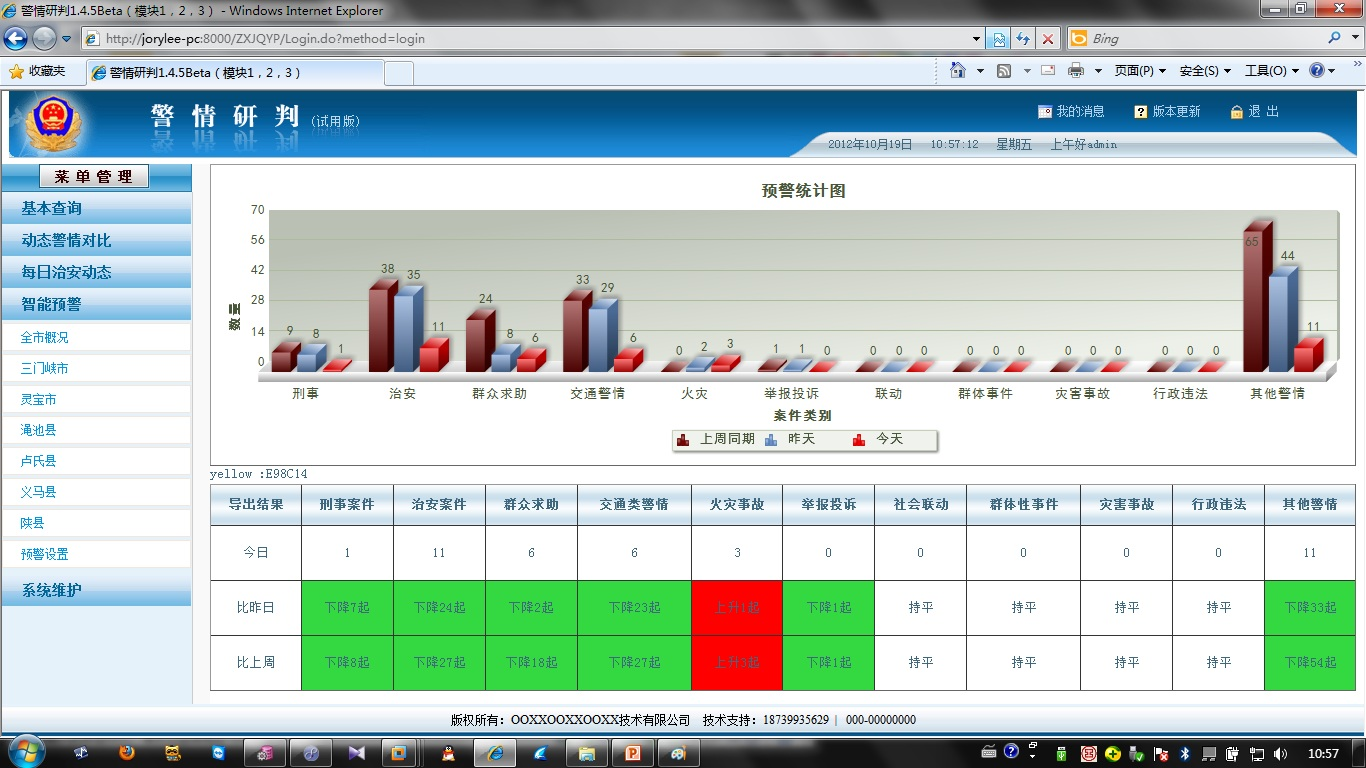 警情研判1.4.5Beta（模块1，2，3） - Windows Internet Explorer
http://jorylee-pc:8000/ZXJQYP/Login.do?method=login
Bing
收藏夹
警情研判1.4.5Beta（模块1，2，3）
页面(P)
安全(S)
工具(O)
警情研判（试用版）
我的消息
版本更新
退 出
2012年10月19日 10:57:12 星期五 上午好admin
菜单管理
基本查询
动态警情对比
每日治安动态
智能预警
全市概况
三门峡市
灵宝市
渑池县
卢氏县
义马县
陕县
预警设置
系统维护
预警统计图
数量
70
56
42
28
14
0
9 8 1
38 35 11
24 8 6
33 29 6
0 2 3
1 1 0
0 0 0
0 0 0
0 0 0
0 0 0
65 44 11
刑事 治安 群众求助 交通警情 火灾 举报投诉 联动 群体事件 灾害事故 行政违法 其他警情
案件类别
上周同期 昨天 今天
yellow :E98C14
导出结果 刑事案件 治安案件 群众求助 交通类警情 火灾事故 举报投诉 社会联动 群体性事件 灾害事故 行政违法 其他警情
今日 1 11 6 6 3 0 0 0 0 0 11
比昨日 下降7起 下降24起 下降2起 下降23起 上升1起 下降1起 持平 持平 持平 持平 下降33起
比上周 下降8起 下降27起 下降18起 下降27起 上升3起 下降1起 持平 持平 持平 持平 下降54起
版权所有：OOXXOOXXOOXX技术有限公司 技术支持：18739935629 | 000-00000000
10:57